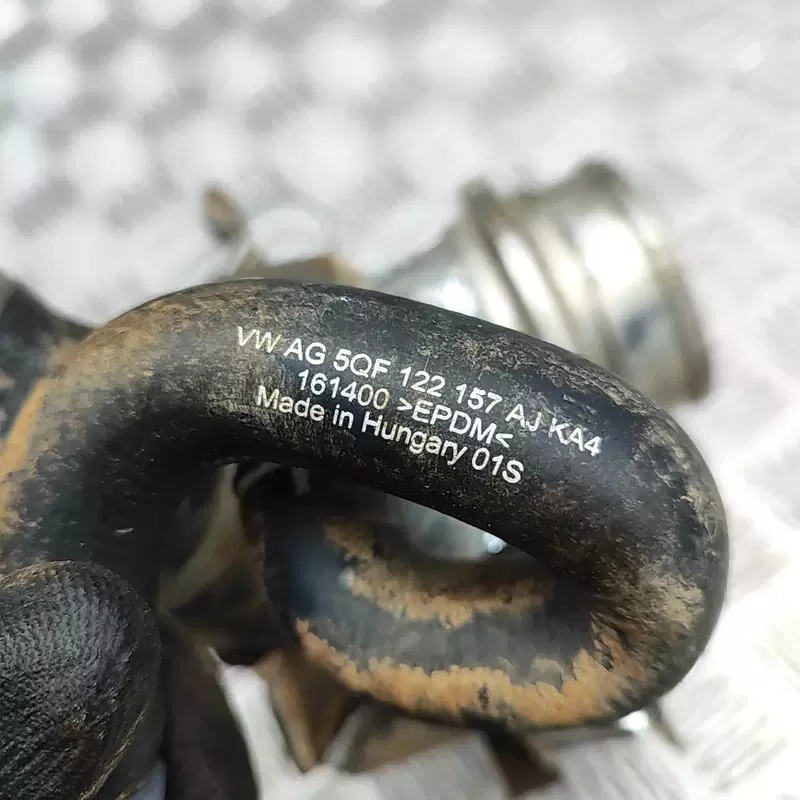 VW AG 5QF 122 157 AJ KA4
161400 >EPDM<
Made in Hungary 01S